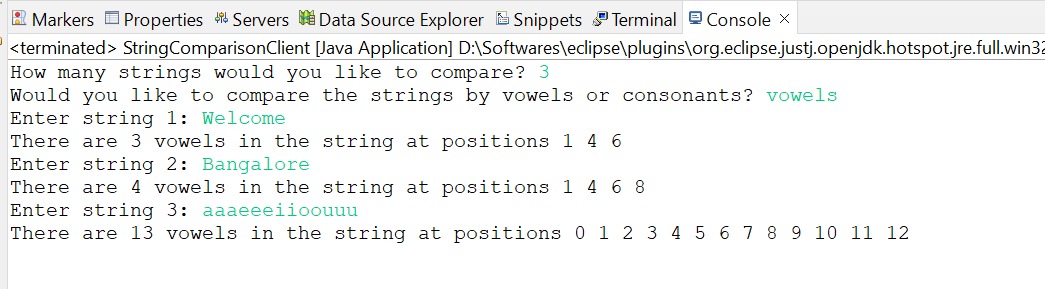 Markers Properties Servers Data Source Explorer Snippets Terminal Console
<terminated> StringComparisonClient [Java Application] D:\Softwares\eclipse\plugins\org.eclipse.justj.openjdk.hotspot.jre.full.win32
How many strings would you like to compare? 3
Would you like to compare the strings by vowels or consonants? vowels
Enter string 1: Welcome
There are 3 vowels in the string at positions 1 4 6
Enter string 2: Bangalore
There are 4 vowels in the string at positions 1 4 6 8
Enter string 3: aaaeeeiioouuu
There are 13 vowels in the string at positions 0 1 2 3 4 5 6 7 8 9 10 11 12